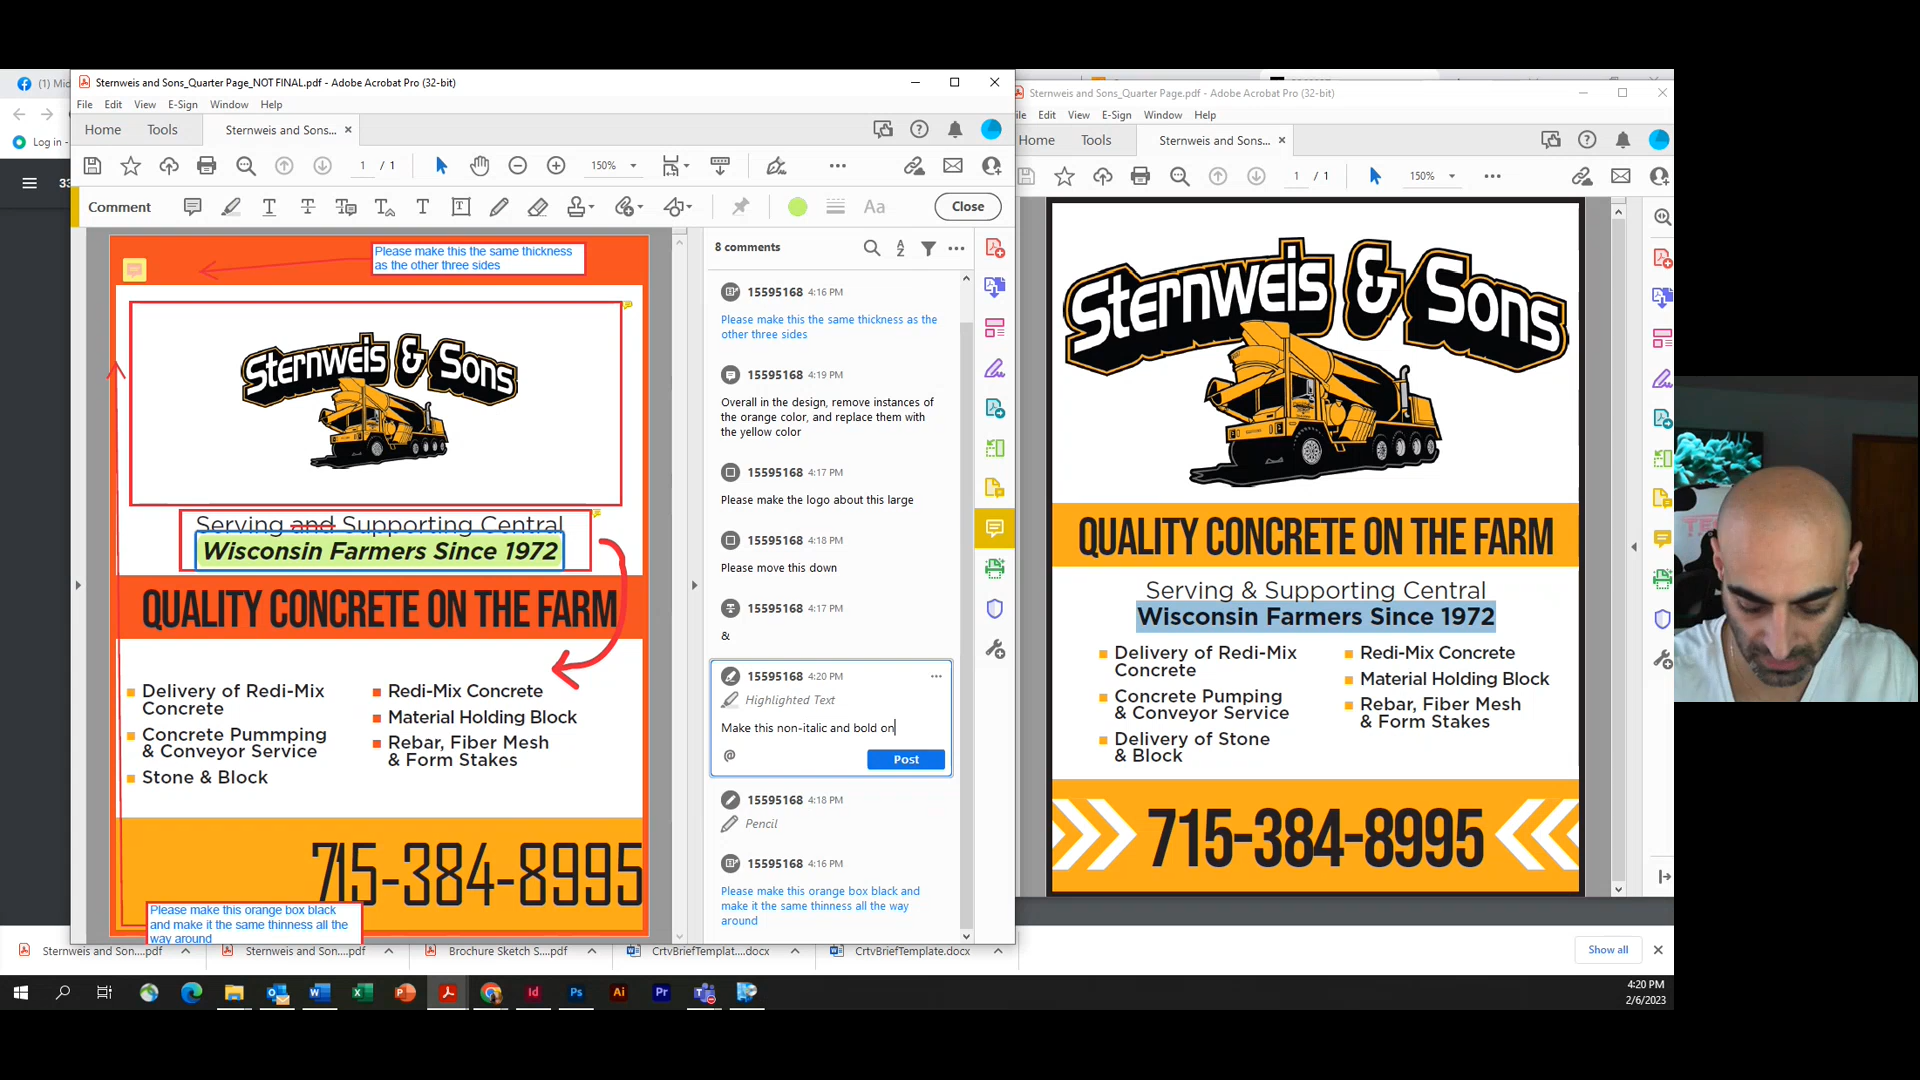 (1) Mic
Log in -
33
Sternweis and Sons_Quarter Page_NOT FINAL.pdf - Adobe Acrobat Pro (32-bit)
File Edit View E-Sign Window Help
Home Tools Sternweis and Sons...
1 / 1 150%
Comment
Aa
Close
Please make this the same thickness
as the other three sides
Sternweis & Sons
Serving and Supporting Central
Wisconsin Farmers Since 1972
QUALITY CONCRETE ON THE FARM
Delivery of Redi-Mix
Concrete
Concrete Pummping
& Conveyor Service
Stone & Block
Redi-Mix Concrete
Material Holding Block
Rebar, Fiber Mesh
& Form Stakes
715-384-8995
Please make this orange box black
and make it the same thinness all the
way around
8 comments
15595168 4:16 PM
Please make this the same thickness as the
other three sides
15595168 4:19 PM
Overall in the design, remove instances of
the orange color, and replace them with
the yellow color
15595168 4:17 PM
Please make the logo about this large
15595168 4:18 PM
Please move this down
15595168 4:17 PM
&
15595168 4:20 PM
Highlighted Text
Make this non-italic and bold on
@
Post
15595168 4:18 PM
Pencil
15595168 4:16 PM
Please make this orange box black and
make it the same thinness all the way
around
Sternweis and Sons_Quarter Page.pdf - Adobe Acrobat Pro (32-bit)
ile Edit View E-Sign Window Help
Home Tools Sternweis and Sons...
1 / 1 150%
Sternweis & Sons
QUALITY CONCRETE ON THE FARM
Serving & Supporting Central
Wisconsin Farmers Since 1972
Delivery of Redi-Mix
Concrete
Concrete Pumping
& Conveyor Service
Delivery of Stone
& Block
Redi-Mix Concrete
Material Holding Block
Rebar, Fiber Mesh
& Form Stakes
715-384-8995
Sternweis and Son....pdf
Sternweis and Son....pdf
Brochure Sketch S....pdf
CrtvBriefTemplat....docx
CrtvBriefTemplate.docx
Show all
Id Ps Ai Pr
4:20 PM
2/6/2023